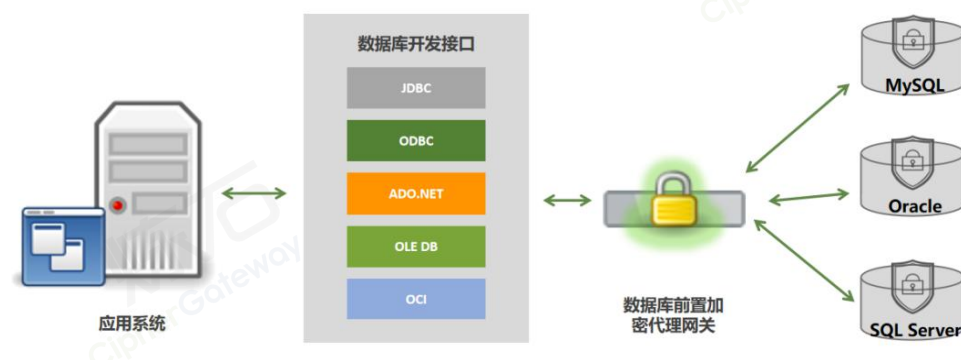 数据库开发接口
JDBC
ODBC
ADO.NET
OLE DB
OCI
应用系统
数据库前置加
密代理网关
MySQL
Oracle
SQL Server
CipherGateway